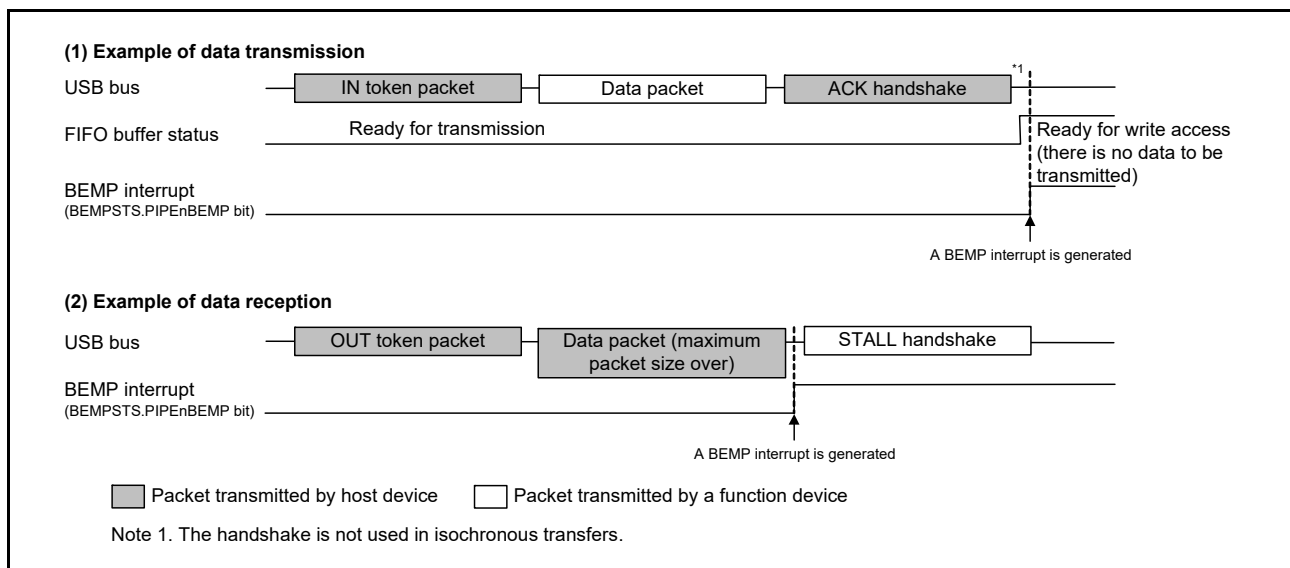 (1) Example of data transmission
*1
USB bus
IN token packet
Data packet
ACK handshake
FIFO buffer status
Ready for transmission
Ready for write access
(there is no data to be
transmitted)
BEMP interrupt
(BEMPSTS.PIPEnBEMP bit)
A BEMP interrupt is generated
(2) Example of data reception
USB bus
OUT token packet
Data packet (maximum
packet size over)
STALL handshake
BEMP interrupt
(BEMPSTS.PIPEnBEMP bit)
A BEMP interrupt is generated
Packet transmitted by host device
Packet transmitted by a function device
Note 1. The handshake is not used in isochronous transfers.